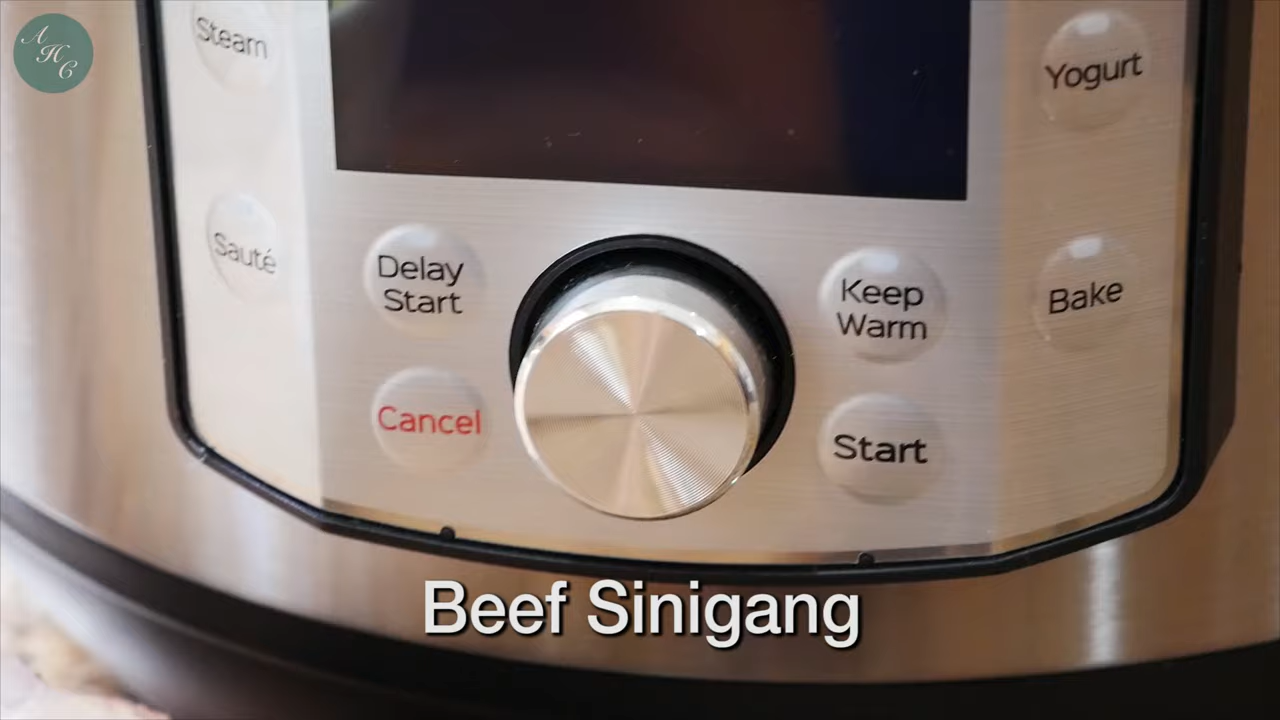 A
H
C
Steam
Yogurt
Sauté
Delay
Start
Keep
Warm
Bake
Cancel
Start
Beef Sinigang